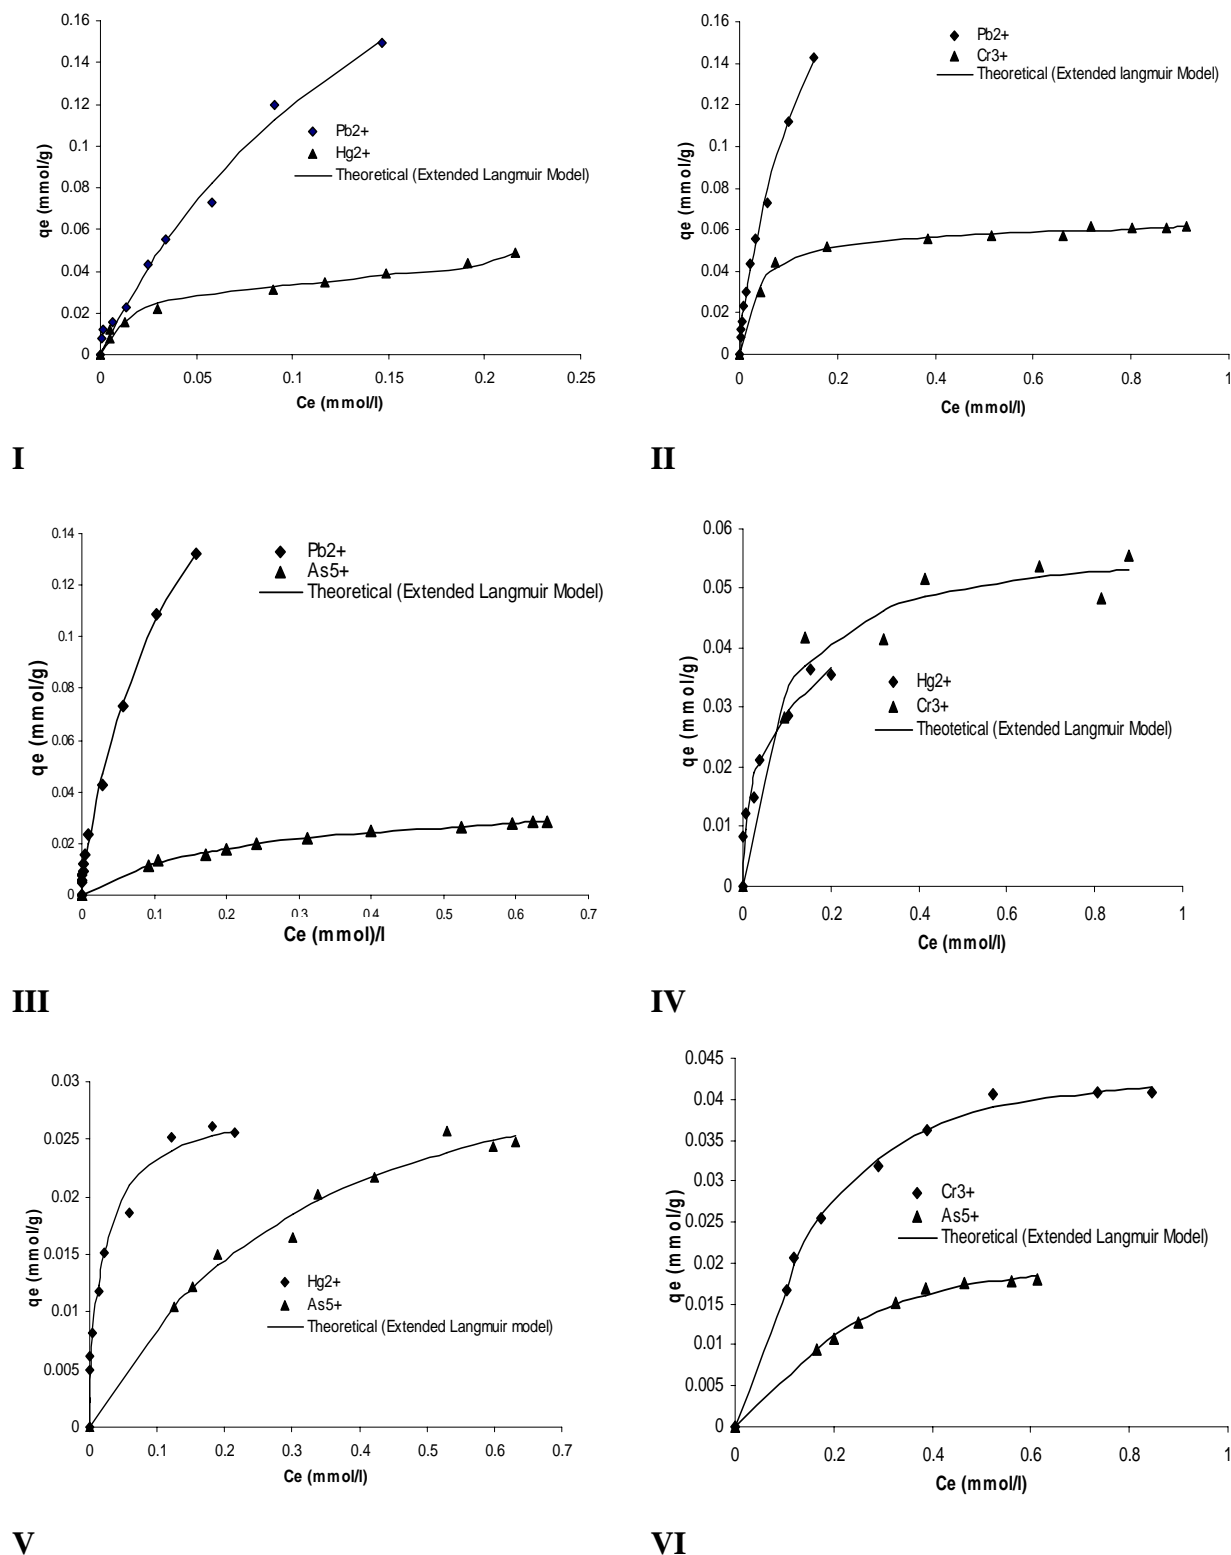 0.16
0.14
0.12
0.1
0.08
0.06
0.04
0.02
0
qe (mmol/g)
0 0.05 0.1 0.15 0.2 0.25
Ce (mmol/l)
Pb2+
Hg2+
Theoretical (Extended Langmuir Model)
I
0.16
0.14
0.12
0.1
0.08
0.06
0.04
0.02
0
qe (mmol/g)
0 0.2 0.4 0.6 0.8 1
Ce (mmol/l)
Pb2+
Cr3+
Theoretical (Extended langmuir Model)
II
0.14
0.12
0.1
0.08
0.06
0.04
0.02
0
qe (mmol/g)
0 0.1 0.2 0.3 0.4 0.5 0.6 0.7
Ce (mmol)/l
Pb2+
As5+
Theoretical (Extended Langmuir Model)
III
0.06
0.05
0.04
0.03
0.02
0.01
0
qe (mmol/g)
0 0.2 0.4 0.6 0.8 1
Ce (mmol/l)
Hg2+
Cr3+
Theotetical (Extended Langmuir Model)
IV
0.03
0.025
0.02
0.015
0.01
0.005
0
qe (mmol/g)
0 0.1 0.2 0.3 0.4 0.5 0.6 0.7
Ce (mmol/l)
Hg2+
As5+
Theoretical (Extended Langmuir model)
V
0.045
0.04
0.035
0.03
0.025
0.02
0.015
0.01
0.005
0
qe (mmol/g)
0 0.2 0.4 0.6 0.8 1
Ce (mmol/l)
Cr3+
As5+
Theoretical (Extended Langmuir Model)
VI